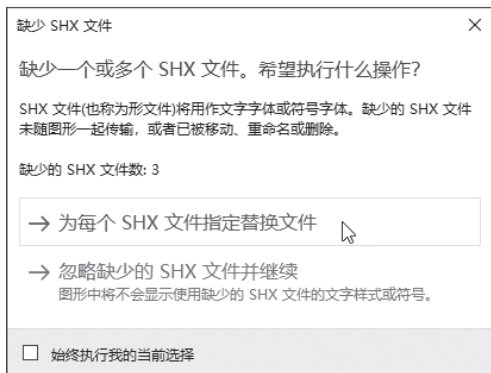 缺少 SHX 文件
缺少一个或多个 SHX 文件。希望执行什么操作?
SHX 文件(也称为形文件)将用作文字字体或符号字体。缺少的 SHX 文件
未随图形一起传输，或者已被移动、重命名或删除。
缺少的 SHX 文件数: 3
为每个 SHX 文件指定替换文件
忽略缺少的 SHX 文件并继续
图形中将不会显示使用缺少的 SHX 文件的文字样式或符号。
始终执行我的当前选择